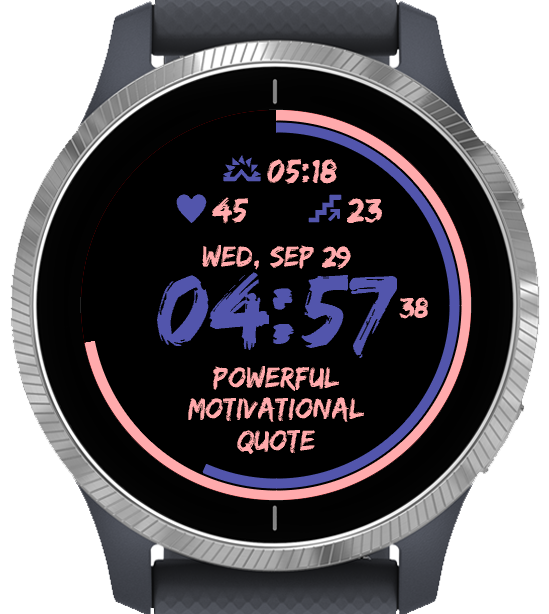 05:18
45 23
WED, SEP 29
04:57 38
POWERFUL
MOTIVATIONAL
QUOTE